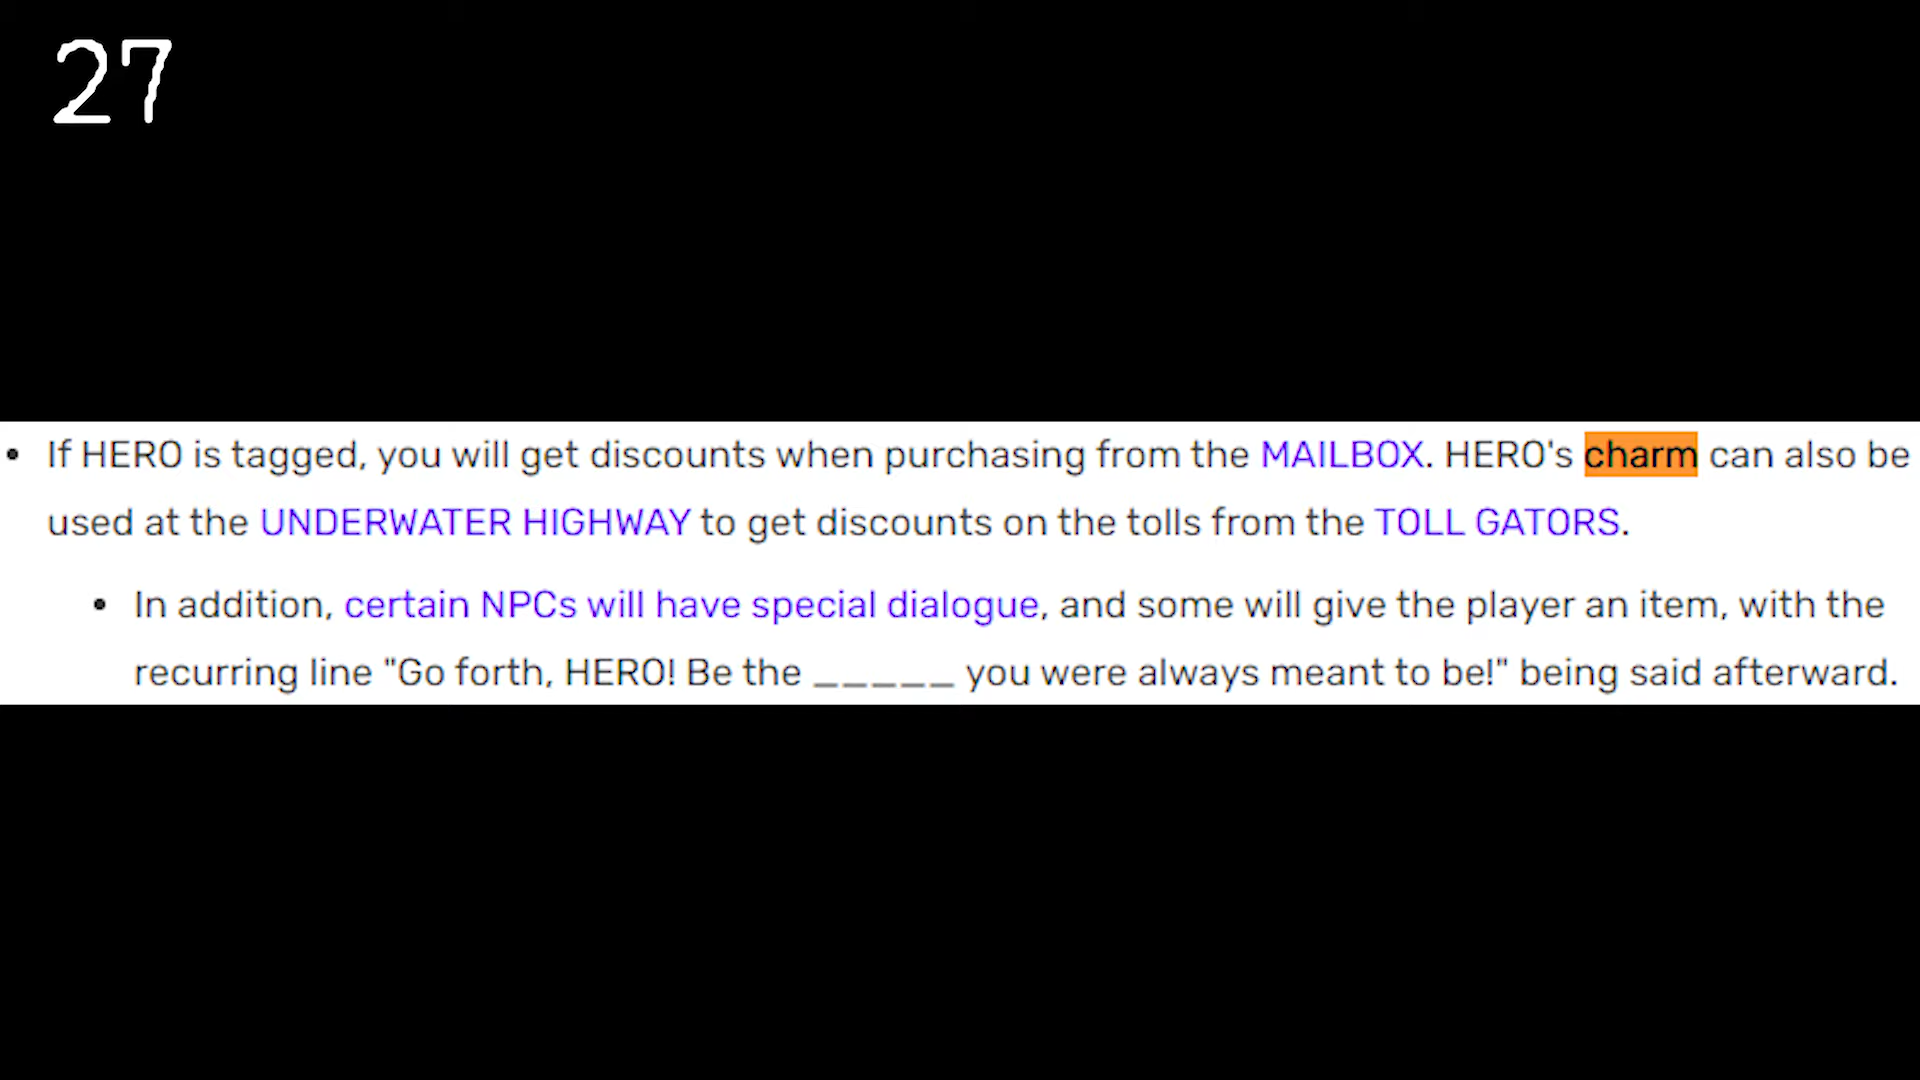 27
• If HERO is tagged, you will get discounts when purchasing from the MAILBOX. HERO's charm can also be
used at the UNDERWATER HIGHWAY to get discounts on the tolls from the TOLL GATORS.
• In addition, certain NPCs will have special dialogue, and some will give the player an item, with the
recurring line "Go forth, HERO! Be the _____ you were always meant to be!" being said afterward.